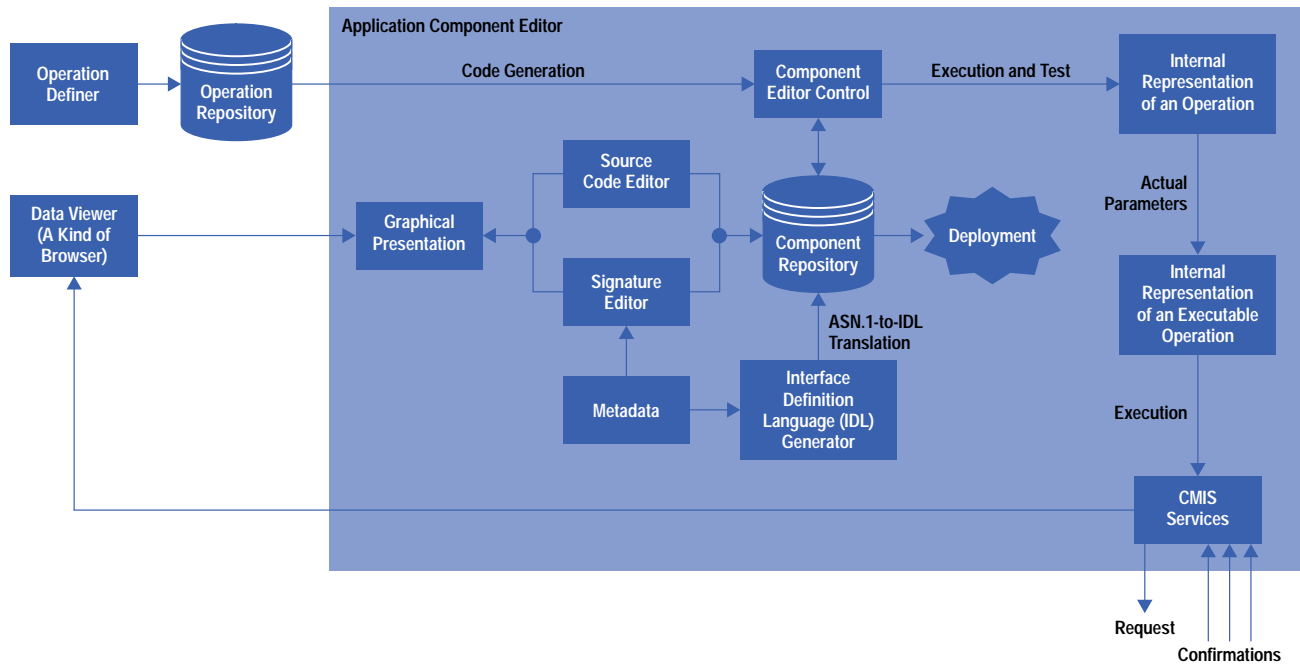 Application Component Editor
Operation
Definer
Operation
Repository
Code Generation
Component
Editor Control
Execution and Test
Internal
Representation
of an Operation
Source
Code Editor
Actual
Parameters
Data Viewer
(A Kind of
Browser)
Graphical
Presentation
Component
Repository
Deployment
Signature
Editor
Internal
Representation
of an Executable
Operation
ASN.1-to-IDL
Translation
Metadata
Interface
Definition
Language (IDL)
Generator
Execution
CMIS
Services
Request
Confirmations